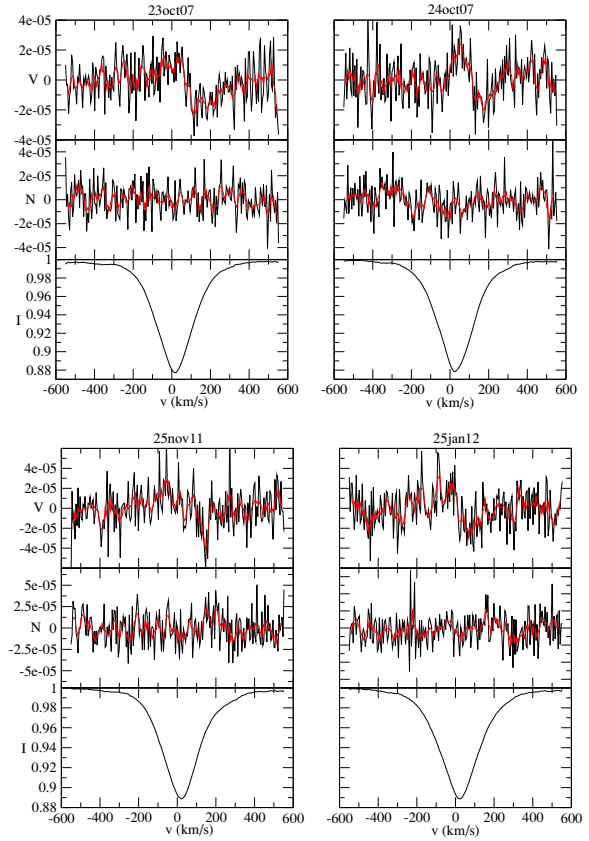 23oct07 24oct07
4e-05
2e-05
V 0
-2e-05
-4e-05
4e-05
2e-05
N 0
-2e-05
-4e-05
1
0.98
0.96
0.94
I
0.92
0.9
0.88
-600 -400 -200 0 200 400 600 -600 -400 -200 0 200 400 600
v (km/s) v (km/s)
25nov11 25jan12
4e-05
2e-05
V 0
-2e-05
-4e-05
5e-05
2.5e-05
N 0
-2.5e-05
-5e-05
1
0.98
0.96
I 0.94
0.92
0.9
0.88
-600 -400 -200 0 200 400 600 -600 -400 -200 0 200 400 600
v (km/s) v (km/s)